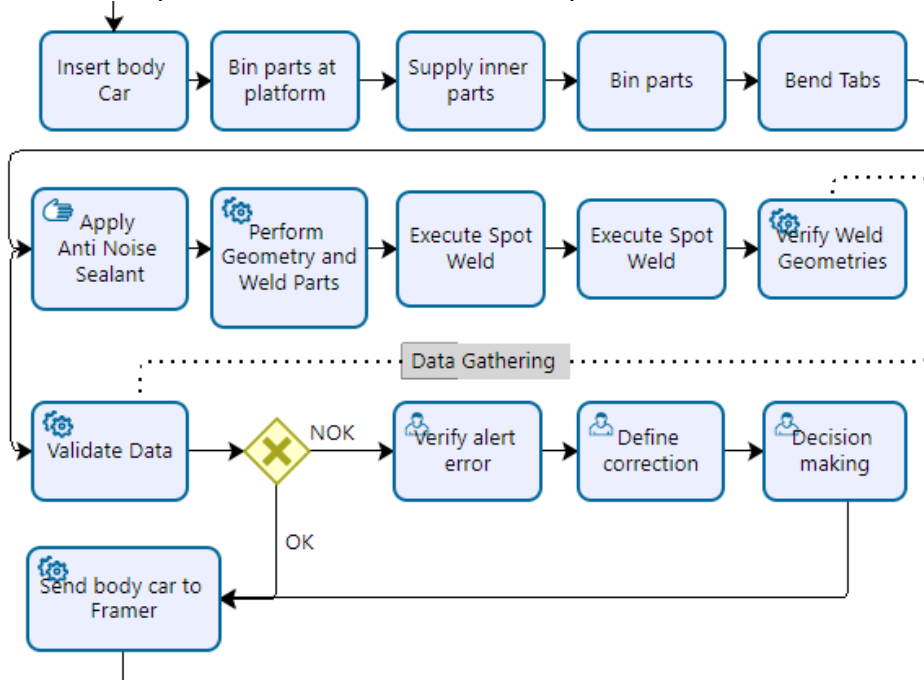 Insert body
Car
Bin parts at
platform
Supply inner
parts
Bin parts
Bend Tabs
Apply
Anti Noise
Sealant
Perform
Geometry and
Weld Parts
Execute Spot
Weld
Execute Spot
Weld
Verify Weld
Geometries
Data Gathering
Validate Data
NOK
Verify alert
error
Define
correction
Decision
making
OK
Send body car to
Framer